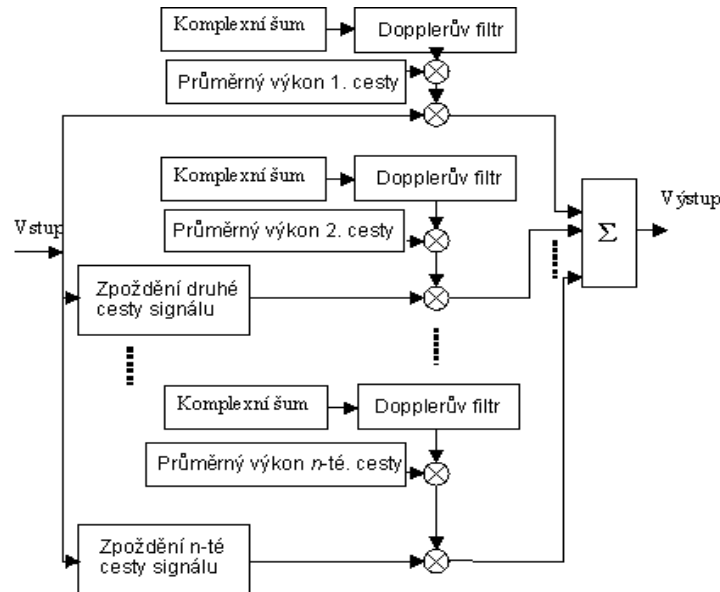 Komplexní šum
Dopplerův filtr
Průměrný výkon 1. cesty
Komplexní šum
Dopplerův filtr
Průměrný výkon 2. cesty
Vstup
Σ
Výstup
Zpoždění druhé
cesty signálu
Komplexní šum
Dopplerův filtr
Průměrný výkon n-té. cesty
Zpoždění n-té
cesty signálu